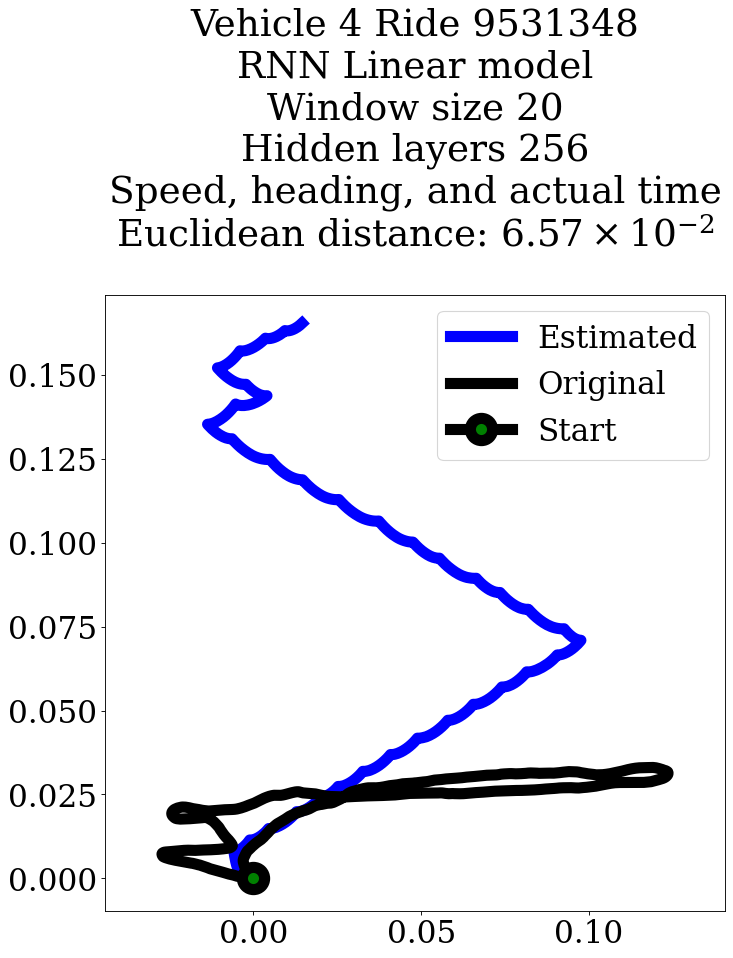 Vehicle 4 Ride 9531348
RNN Linear model
Window size 20
Hidden layers 256
Speed, heading, and actual time
Euclidean distance: 6.57 × 10⁻²
Estimated
Original
Start
0.150
0.125
0.100
0.075
0.050
0.025
0.000
0.00 0.05 0.10